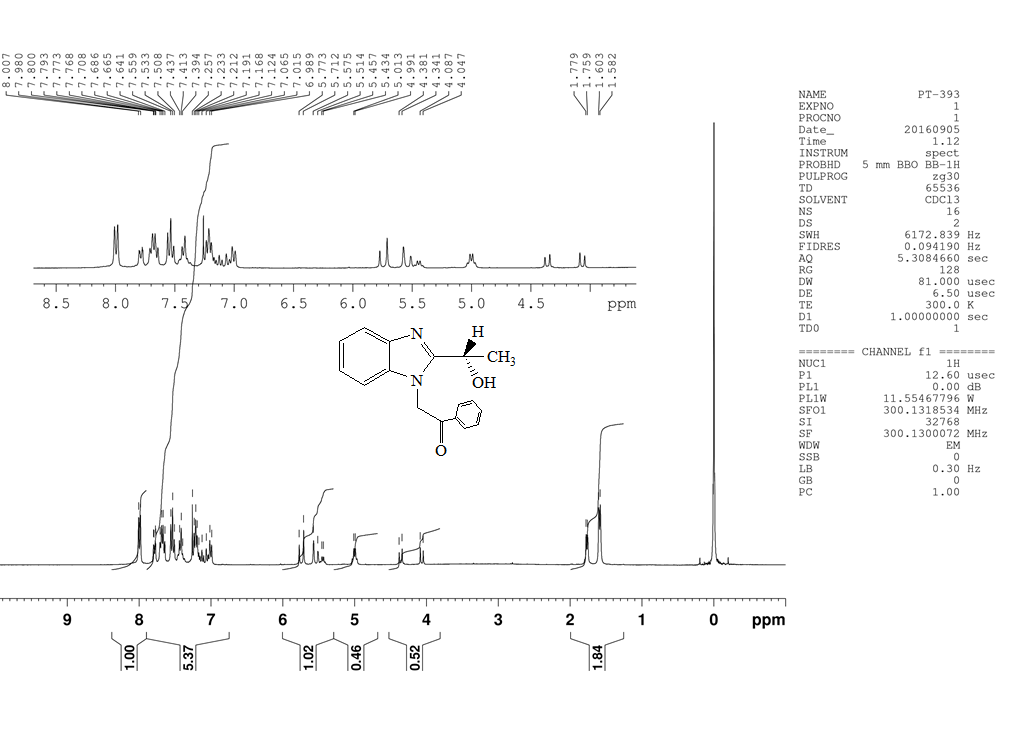 8.007
7.980
7.800
7.793
7.773
7.768
7.708
7.686
7.665
7.641
7.559
7.533
7.508
7.437
7.413
7.394
7.257
7.233
7.212
7.191
7.168
7.124
7.065
7.015
6.989
5.773
5.712
5.575
5.514
5.457
5.434
5.013
4.991
4.381
4.341
4.087
4.047
1.779
1.759
1.603
1.582
NAME PT-393
EXPNO 1
PROCNO 1
Date_ 20160905
Time 1.12
INSTRUM spect
PROBHD 5 mm BBO BB-1H
PULPROG zg30
TD 65536
SOLVENT CDCl3
NS 16
DS 2
SWH 6172.839 Hz
FIDRES 0.094190 Hz
AQ 5.3084660 sec
RG 128
DW 81.000 usec
DE 6.50 usec
TE 300.0 K
D1 1.00000000 sec
TD0 1
======== CHANNEL f1 ========
NUC1 1H
P1 12.60 usec
PL1 0.00 dB
PL1W 11.55467796 W
SFO1 300.1318534 MHz
SI 32768
SF 300.1300072 MHz
WDW EM
SSB 0
LB 0.30 Hz
GB 0
PC 1.00
8.5 8.0 7.5 7.0 6.5 6.0 5.5 5.0 4.5 ppm
H
N
CH3
OH
N
O
9 8 7 6 5 4 3 2 1 0 ppm
1.00
5.37
1.02
0.46
0.52
1.84